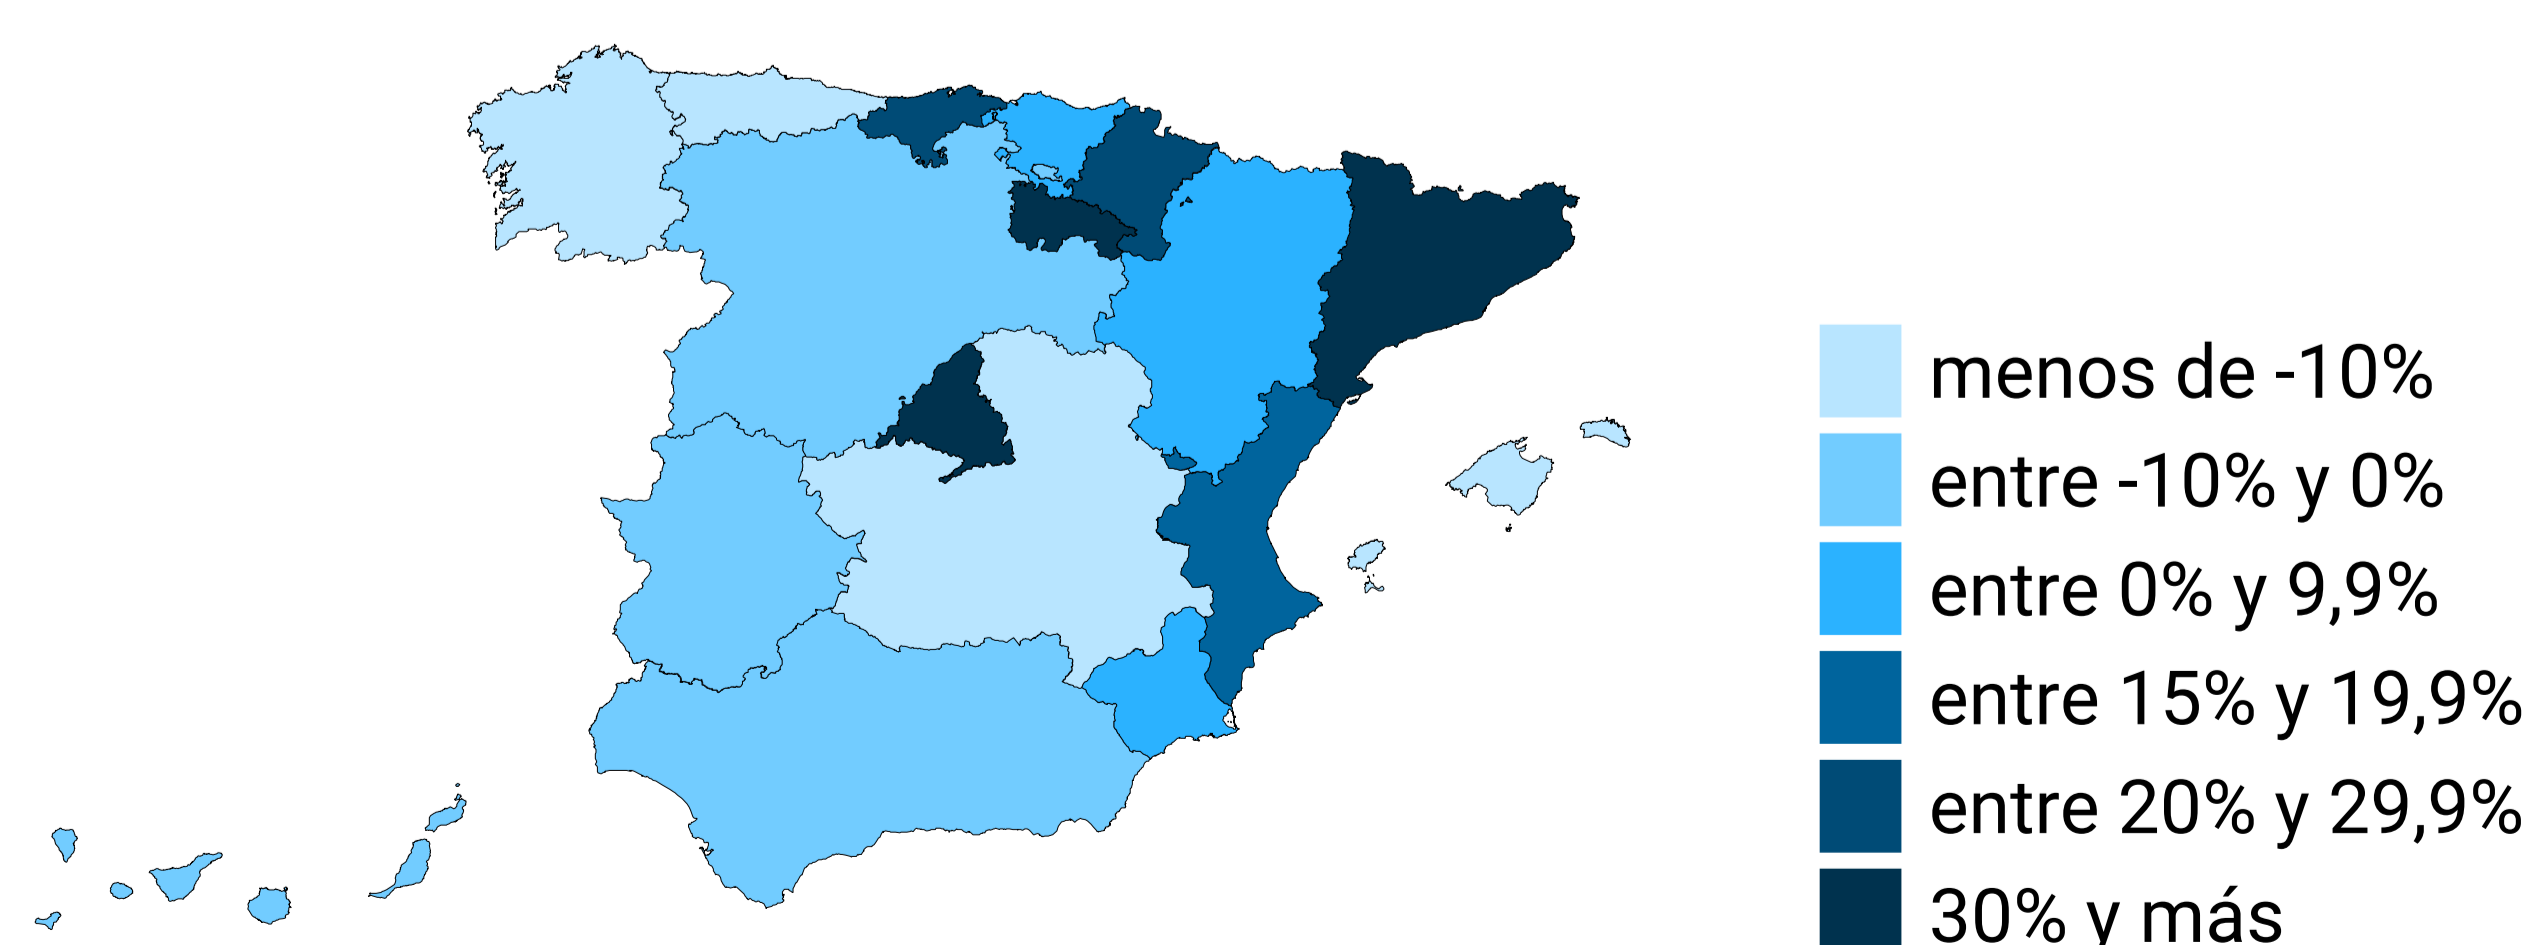 menos de -10%
entre -10% y 0%
entre 0% y 9,9%
entre 15% y 19,9%
entre 20% y 29,9%
30% y más